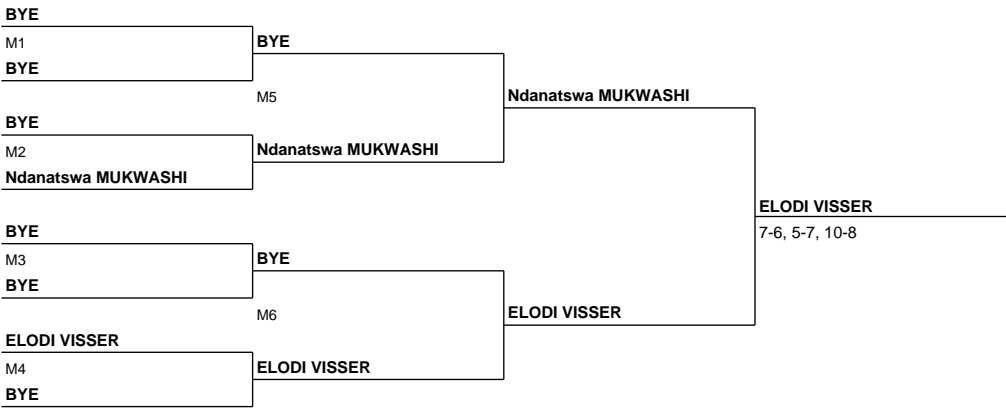 BYE
M1
BYE
BYE
M5
Ndanatswa MUKWASHI
BYE
M2
Ndanatswa MUKWASHI
Ndanatswa MUKWASHI
ELODI VISSER
7-6, 5-7, 10-8
BYE
M3
BYE
BYE
M6
ELODI VISSER
ELODI VISSER
M4
ELODI VISSER
BYE